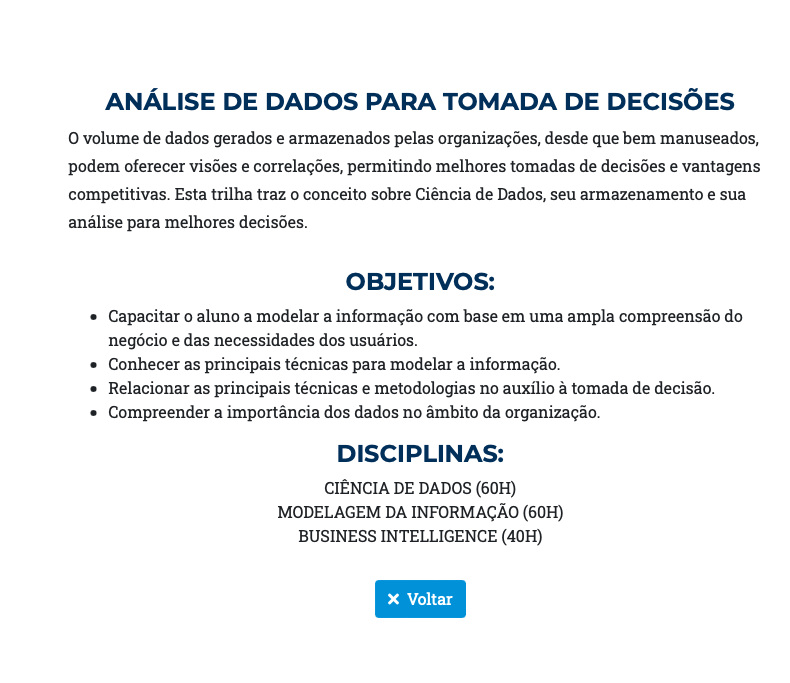 ANÁLISE DE DADOS PARA TOMADA DE DECISÕES
O volume de dados gerados e armazenados pelas organizações, desde que bem manuseados,
podem oferecer visões e correlações, permitindo melhores tomadas de decisões e vantagens
competitivas. Esta trilha traz o conceito sobre Ciência de Dados, seu armazenamento e sua
análise para melhores decisões.
OBJETIVOS:
• Capacitar o aluno a modelar a informação com base em uma ampla compreensão do
negócio e das necessidades dos usuários.
• Conhecer as principais técnicas para modelar a informação.
• Relacionar as principais técnicas e metodologias no auxílio à tomada de decisão.
• Compreender a importância dos dados no âmbito da organização.
DISCIPLINAS:
CIÊNCIA DE DADOS (60H)
MODELAGEM DA INFORMAÇÃO (60H)
BUSINESS INTELLIGENCE (40H)
Voltar